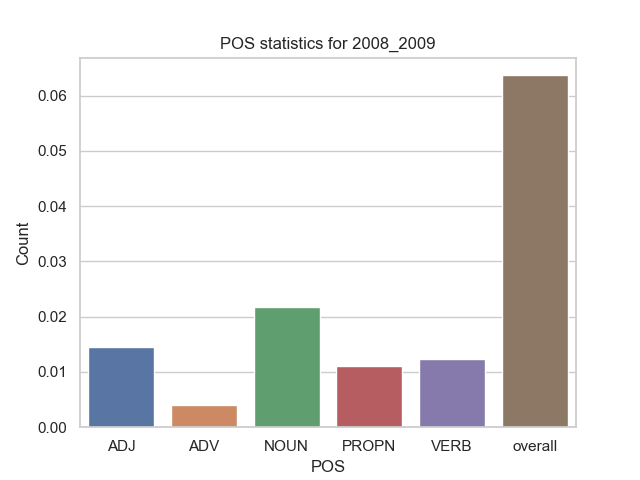 POS statistics for 2008_2009
0.06
0.05
0.04
0.03
0.02
0.01
0.00
Count
ADJ ADV NOUN PROPN VERB overall
POS